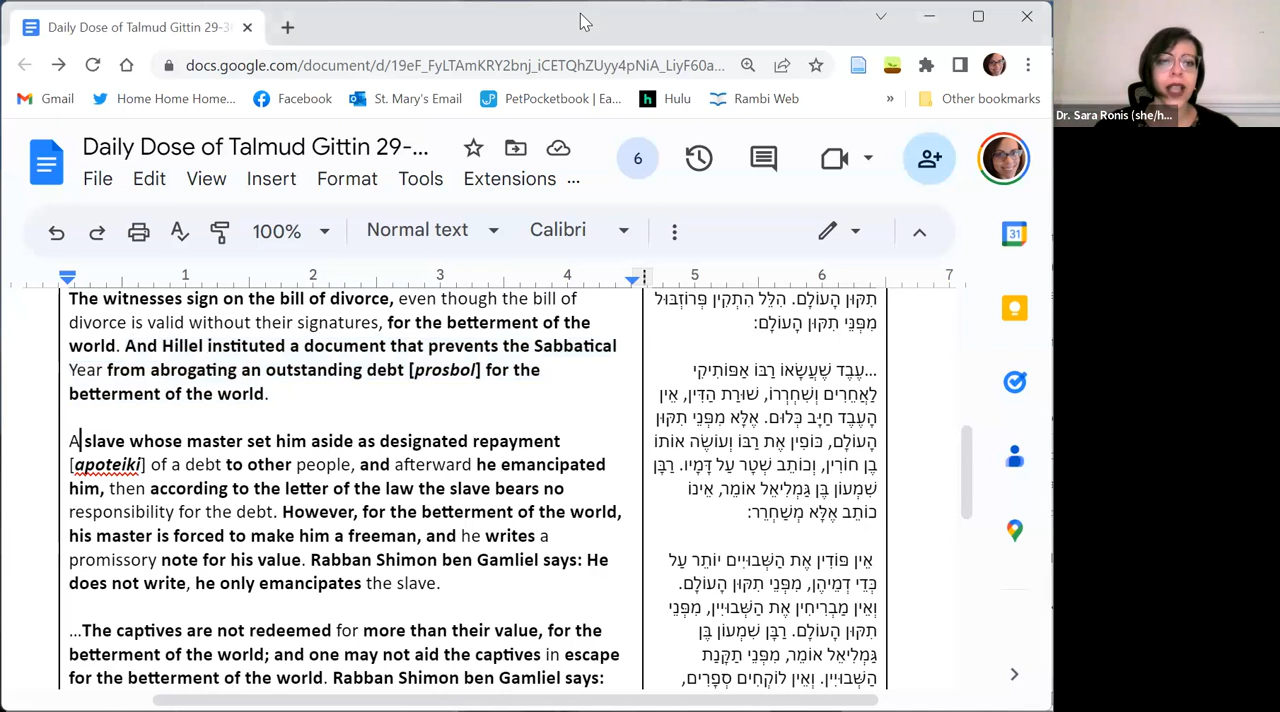 Daily Dose of Talmud Gittin 29-3
docs.google.com/document/d/19eF_FyLTAmhKRY2bnj_iCETQhZUyy4pNiA_LiyF60a...
Gmail
Home Home Home...
Facebook
St. Mary's Email
PetPocketbook | Ea...
Hulu
Rambi Web
»
Other bookmarks
Dr. Sara Ronis (she/h...
Daily Dose of Talmud Gittin 29-...
6
File Edit View Insert Format Tools Extensions ...
100% Normal text Calibri
31
1 2 3 4 5 6 7
The witnesses sign on the bill of divorce, even though the bill of
divorce is valid without their signatures, for the betterment of the
world. And Hillel instituted a document that prevents the Sabbatical
Year from abrogating an outstanding debt [prosbol] for the
betterment of the world.
A slave whose master set him aside as designated repayment
[apoteiki] of a debt to other people, and afterward he emancipated
him, then according to the letter of the law the slave bears no
responsibility for the debt. However, for the betterment of the world,
his master is forced to make him a freeman, and he writes a
promissory note for his value. Rabban Shimon ben Gamliel says: He
does not write, he only emancipates the slave.
...The captives are not redeemed for more than their value, for the
betterment of the world; and one may not aid the captives in escape
for the betterment of the world. Rabban Shimon ben Gamliel says:
תִּקּוּן הָעוֹלָם. הִלֵּל הִתְקִין פְּרוֹזְבּוּל
מִפְּנֵי תִקּוּן הָעוֹלָם:
...עֶבֶד שֶׁעֲשָׂאוֹ רַבּוֹ אַפּוֹתֵיקִי
לַאֲחֵרִים וְשִׁחְרְרוֹ, שׁוּרַת הַדִּין, אֵין
הָעֶבֶד חַיָּב כְּלוּם. אֶלָּא מִפְּנֵי תִקּוּן
הָעוֹלָם, כּוֹפִין אֶת רַבּוֹ וְעוֹשֶׂה אוֹתוֹ
בֶן חוֹרִין, וְכוֹתֵב שְׁטָר עַל דָּמָיו. רַבָּן
שִׁמְעוֹן בֶּן גַּמְלִיאֵל אוֹמֵר, אֵינוֹ
כוֹתֵב אֶלָּא מְשַׁחְרֵר:
אֵין פּוֹדִין אֶת הַשְּׁבוּיִים יוֹתֵר עַל
כְּדֵי דְמֵיהֶן, מִפְּנֵי תִקּוּן הָעוֹלָם.
וְאֵין מַבְרִיחִין אֶת הַשְּׁבוּיִין, מִפְּנֵי
תִקּוּן הָעוֹלָם. רַבָּן שִׁמְעוֹן בֶּן
גַּמְלִיאֵל אוֹמֵר, מִפְּנֵי תַקָּנַת
הַשְּׁבוּיִין. וְאֵין לוֹקְחִים סְפָרִים,